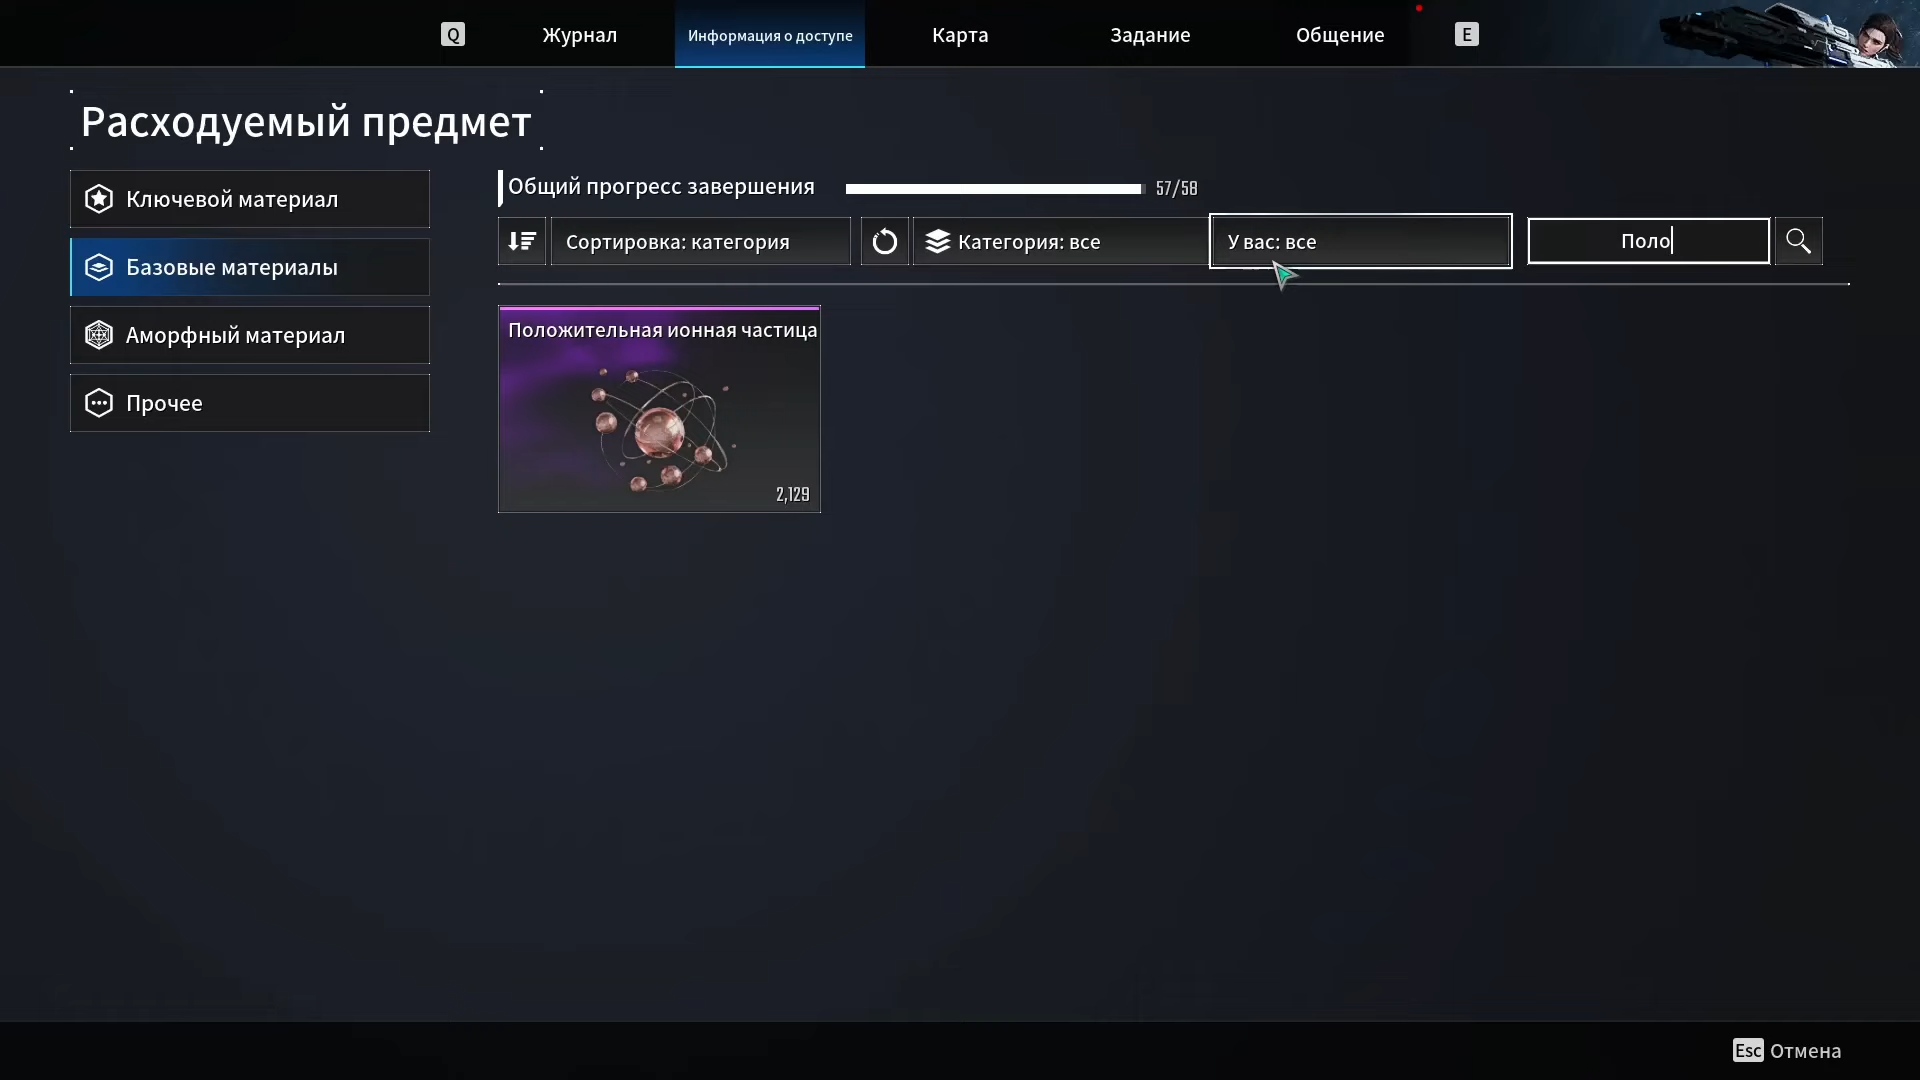 Q
Журнал
Информация о доступе
Карта
Задание
Общение
E
Расходуемый предмет
Ключевой материал
Базовые материалы
Аморфный материал
Прочее
Общий прогресс завершения
57/58
Сортировка: категория
Категория: все
У вас: все
Поло
Положительная ионная частица
2,129
Esc Отмена